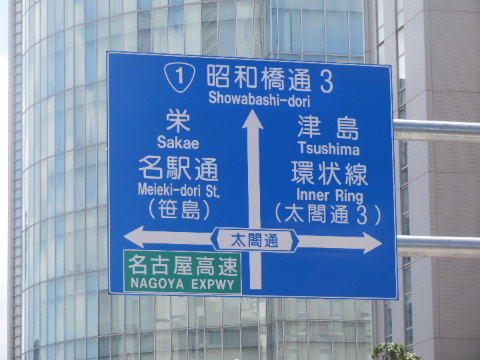 1 昭和橋通3
Showabashi-dori
栄
Sakae
名駅通
Meieki-dori St.
(笹島)
津島
Tsushima
環状線
Inner Ring
(太閤通3)
太閤通
名古屋高速
NAGOYA EXPWY